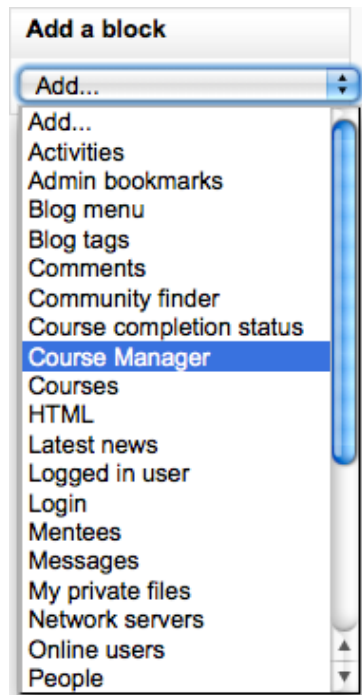 Add a block
Add...
Add...
Activities
Admin bookmarks
Blog menu
Blog tags
Comments
Community finder
Course completion status
Course Manager
Courses
HTML
Latest news
Logged in user
Login
Mentees
Messages
My private files
Network servers
Online users
People